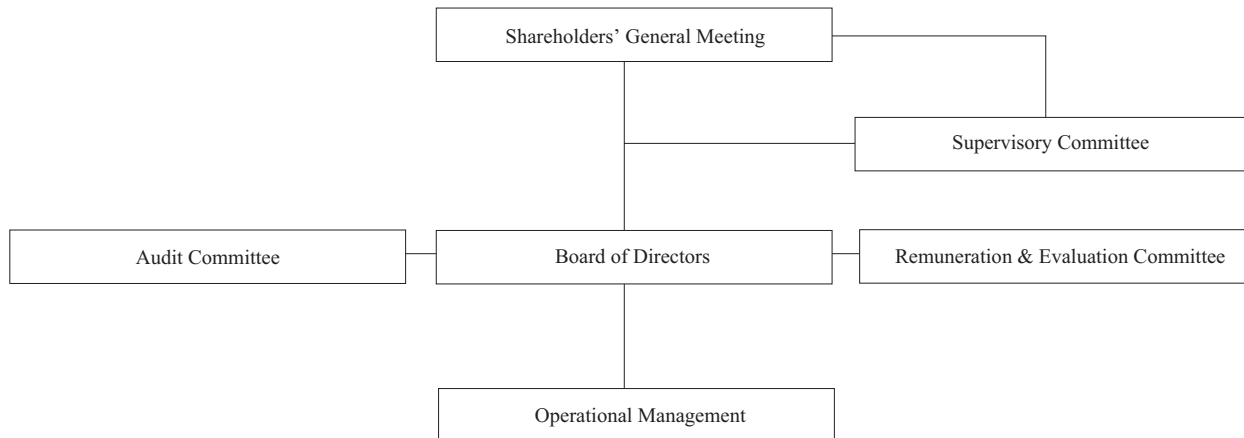 Shareholders’ General Meeting
Supervisory Committee
Audit Committee
Board of Directors
Remuneration & Evaluation Committee
Operational Management